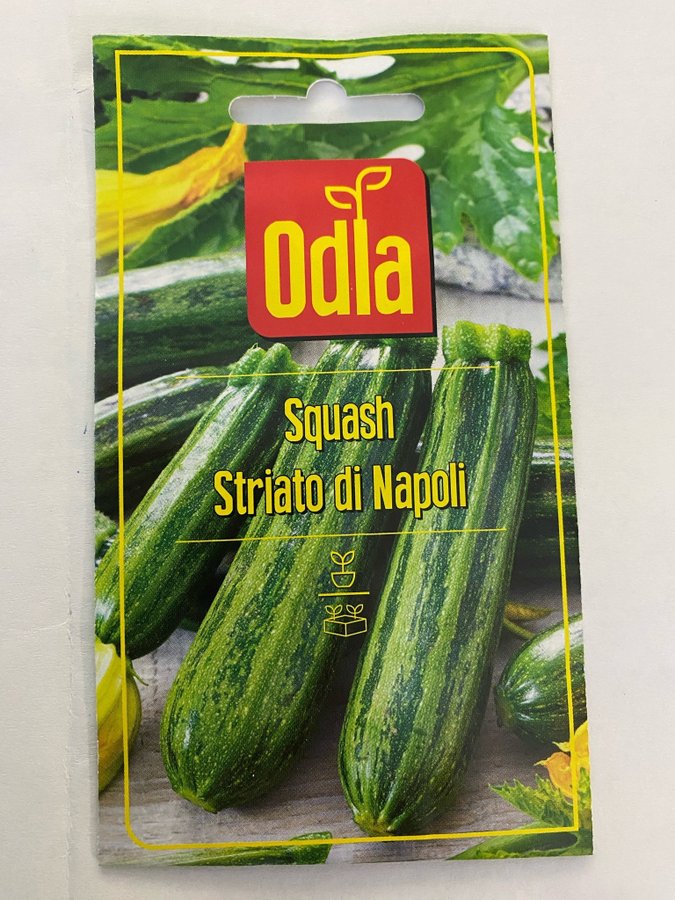 Odla
Squash
Striato di Napoli